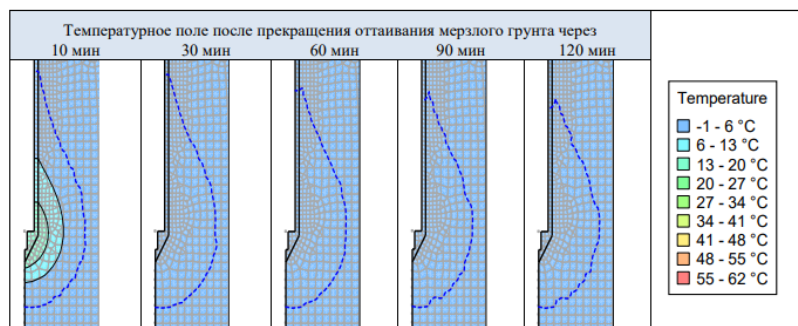 Температурное поле после прекращения оттаивания мерзлого грунта через
10 мин 30 мин 60 мин 90 мин 120 мин
Temperature
-1 - 6 °C
6 - 13 °C
13 - 20 °C
20 - 27 °C
27 - 34 °C
34 - 41 °C
41 - 48 °C
48 - 55 °C
55 - 62 °C